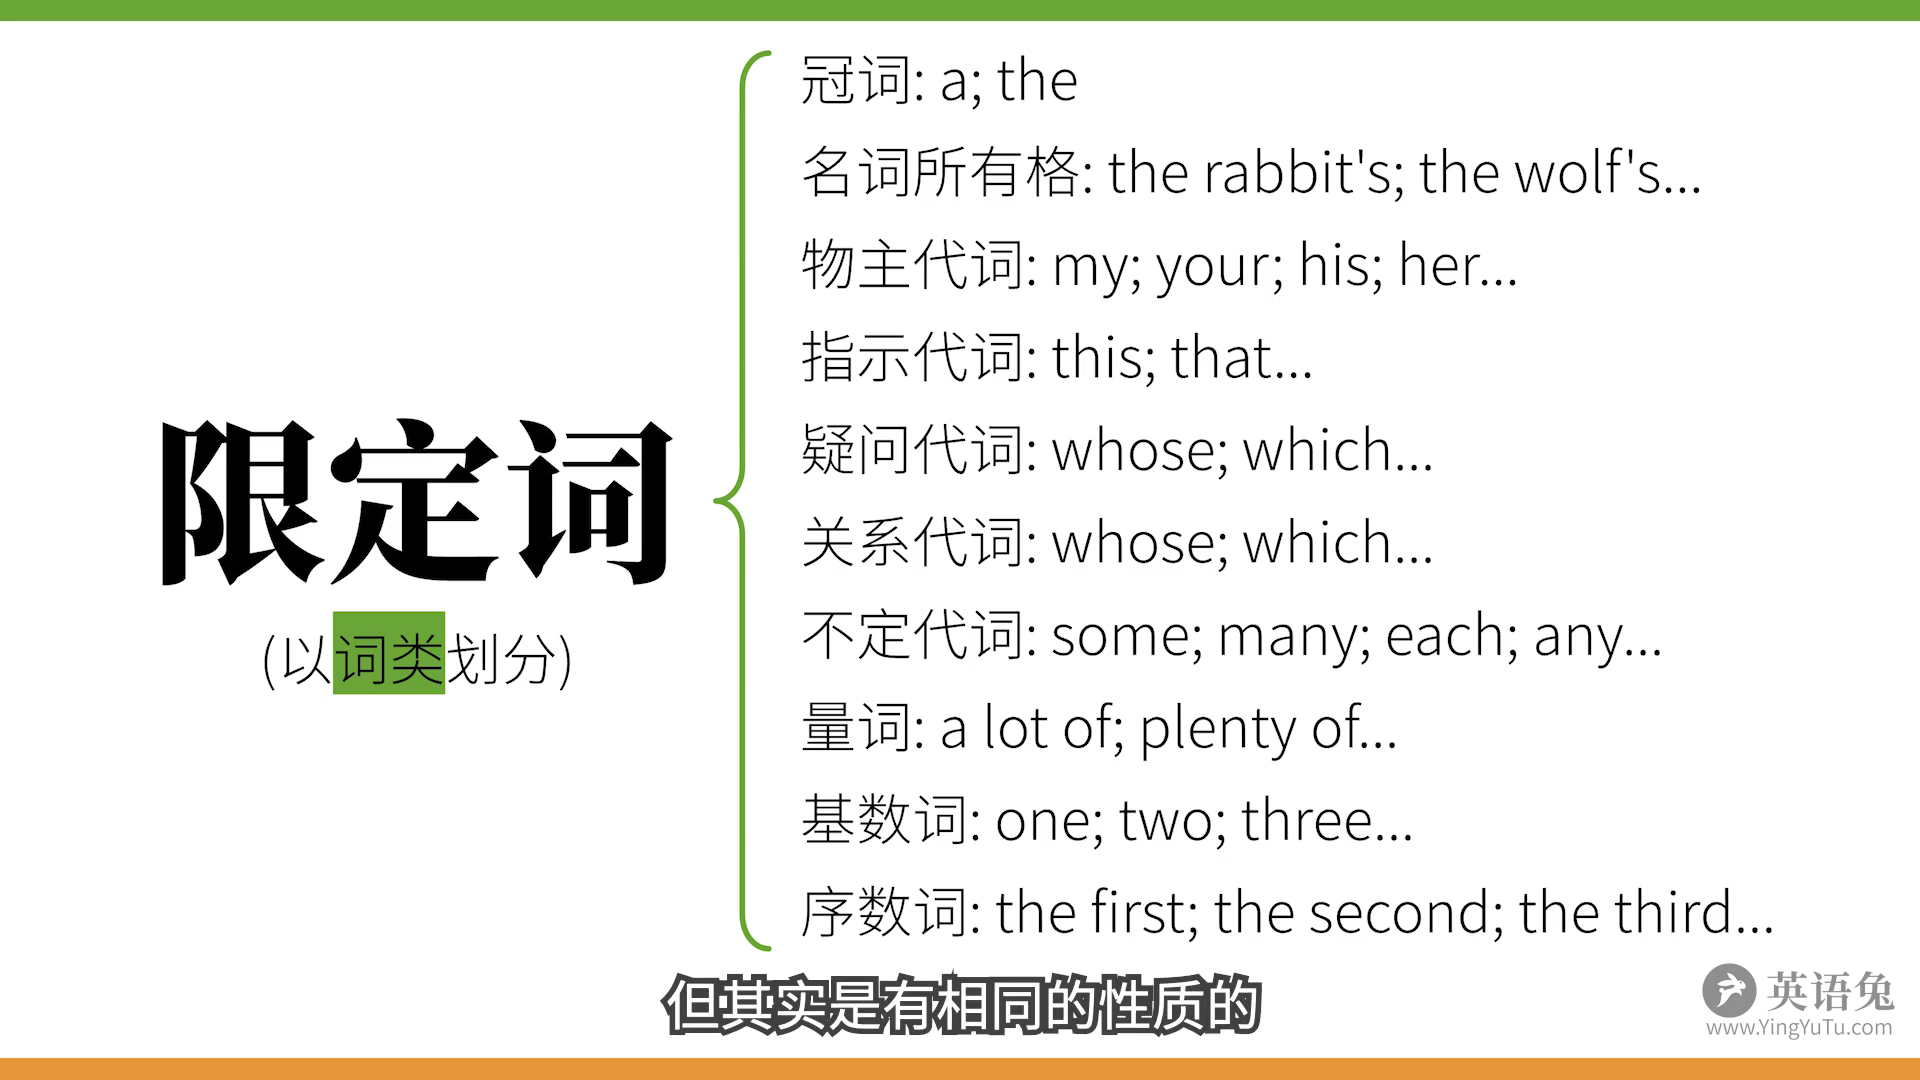 冠词: a; the
名词所有格: the rabbit's; the wolf's...
物主代词: my; your; his; her...
指示代词: this; that...
疑问代词: whose; which...
限定词
(以词类划分)
关系代词: whose; which...
不定代词: some; many; each; any...
量词: a lot of; plenty of...
基数词: one; two; three...
序数词: the first; the second; the third...
但其实是有相同的性质的
英语兔
www.YingYuTu.com